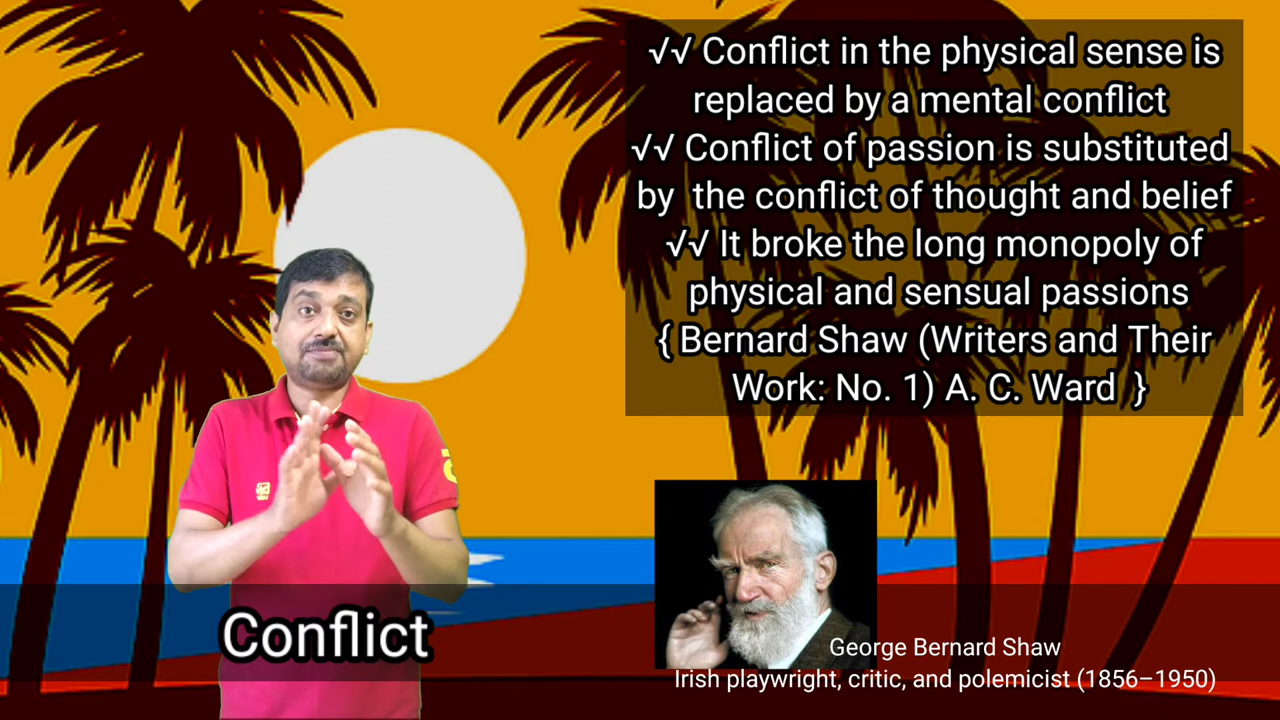 √√ Conflict in the physical sense is
replaced by a mental conflict
√√ Conflict of passion is substituted
by the conflict of thought and belief
√√ It broke the long monopoly of
physical and sensual passions
{ Bernard Shaw (Writers and Their
Work: No. 1) A. C. Ward }
Conflict
George Bernard Shaw
Irish playwright, critic, and polemicist (1856–1950)